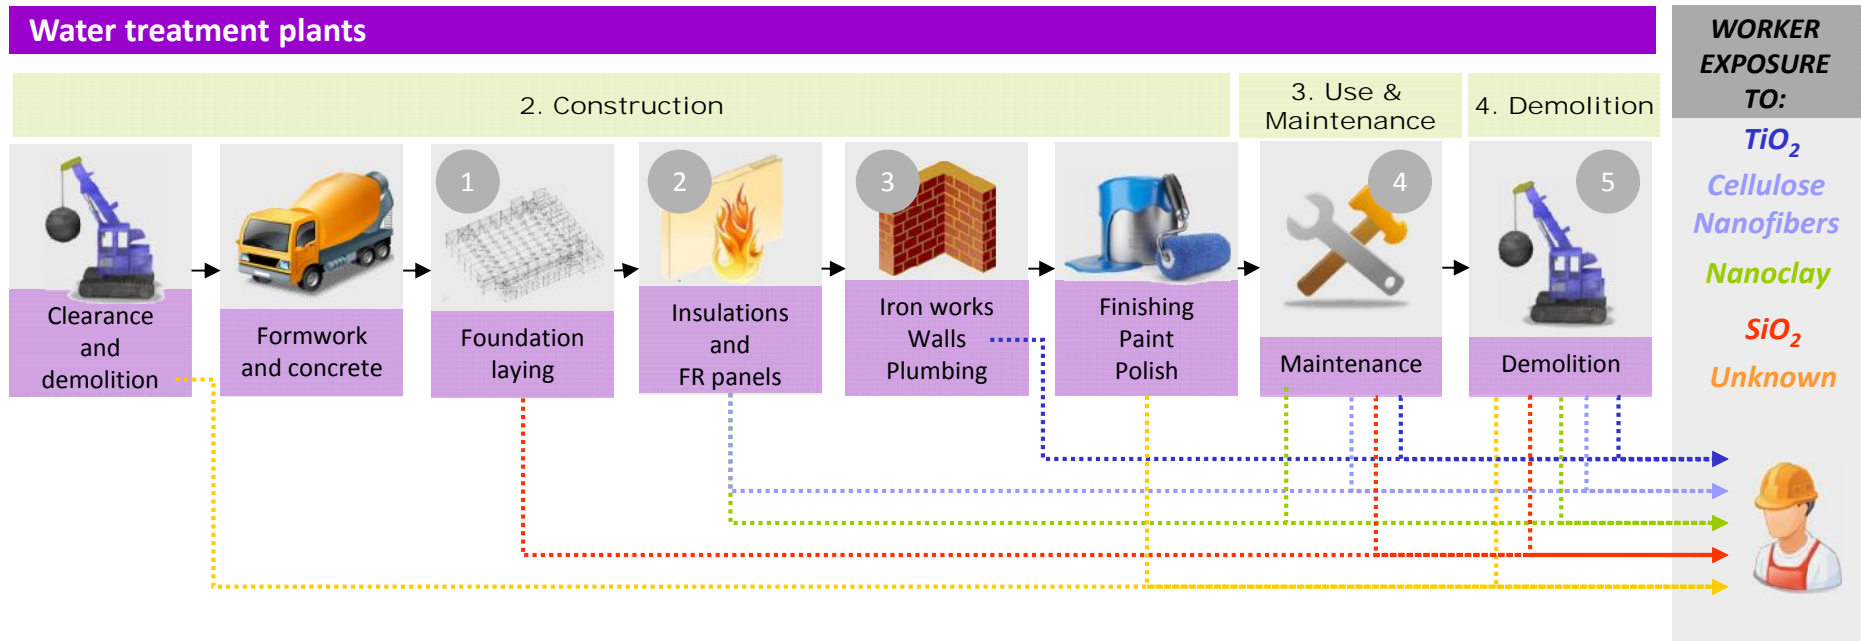 Water treatment plants
WORKER
EXPOSURE
TO:
2. Construction
3. Use &
Maintenance
4. Demolition
TiO2
Cellulose
Nanofibers
Nanoclay
SiO2
Unknown
1
2
3
4
5
Clearance
and
demolition
Formwork
and concrete
Foundation
laying
Insulations
and
FR panels
Iron works
Walls
Plumbing
Finishing
Paint
Polish
Maintenance
Demolition